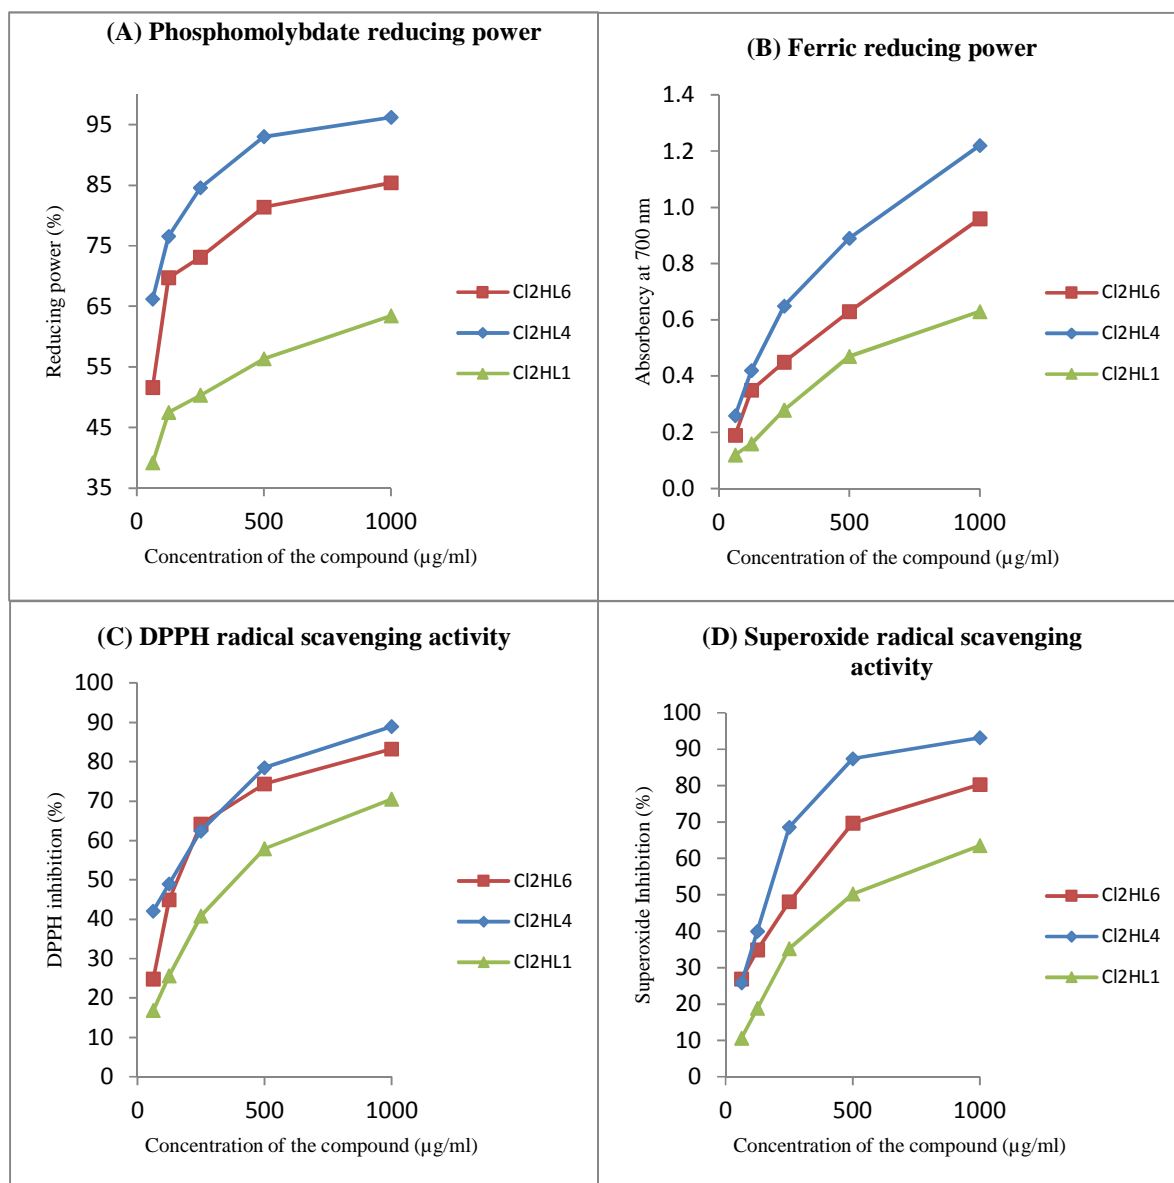 (A) Phosphomolybdate reducing power
95
85
75
65
55
45
35
0
500
1000
Reducing power (%)
Concentration of the compound (µg/ml)
Cl2HL6
Cl2HL4
Cl2HL1
(B) Ferric reducing power
1.4
1.2
1.0
0.8
0.6
0.4
0.2
0.0
0
500
1000
Absorbency at 700 nm
Concentration of the compound (µg/ml)
Cl2HL6
Cl2HL4
Cl2HL1
(C) DPPH radical scavenging activity
100
90
80
70
60
50
40
30
20
10
0
0
500
1000
DPPH inhibition (%)
Concentration of the compound (µg/ml)
Cl2HL6
Cl2HL4
Cl2HL1
(D) Superoxide radical scavenging
activity
100
90
80
70
60
50
40
30
20
10
0
0
500
1000
Superoxide Inhibition (%)
Concentration of the compound (µg/ml)
Cl2HL6
Cl2HL4
Cl2HL1